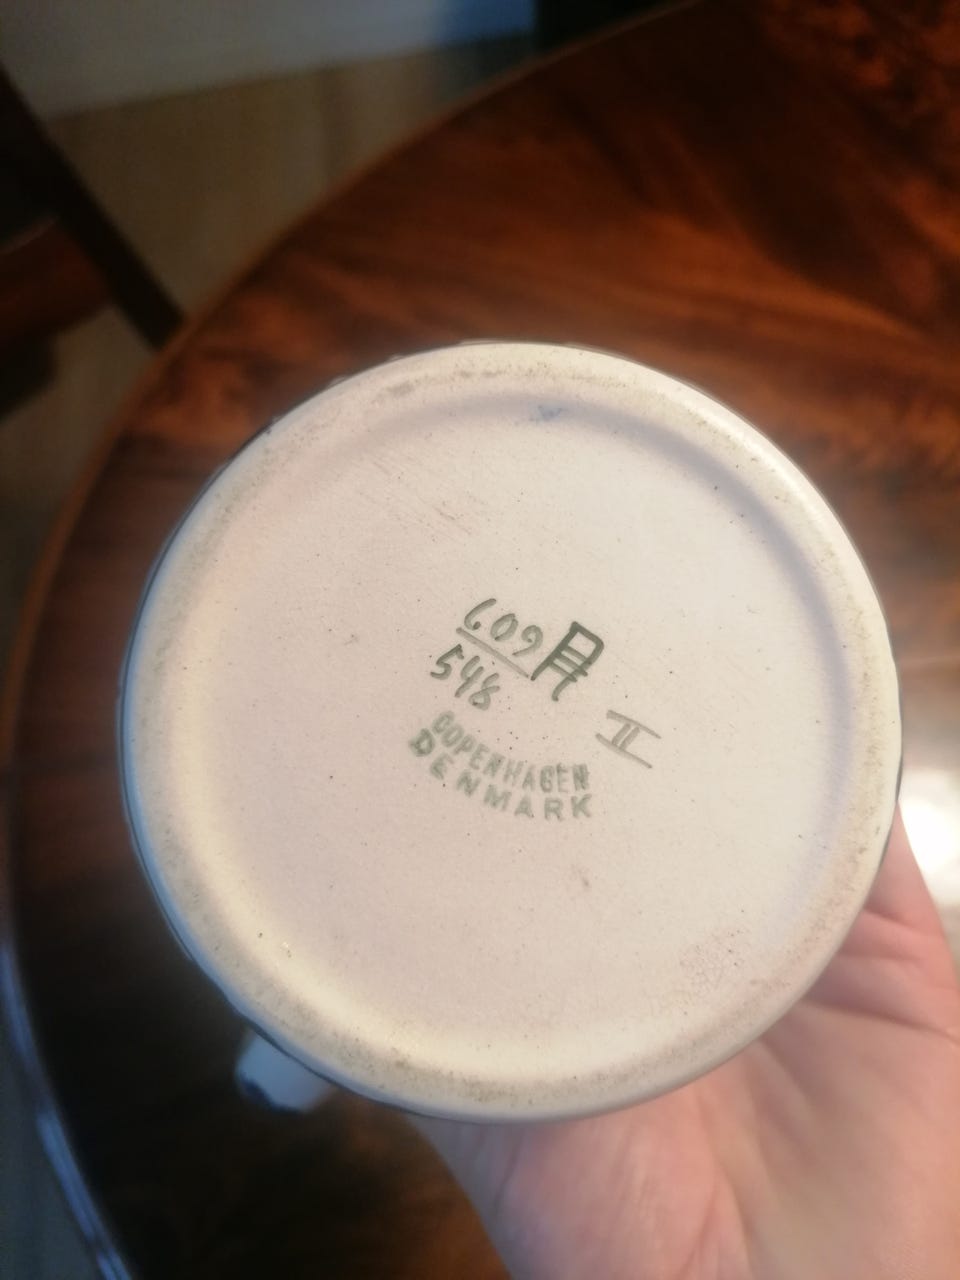 609
548
II
COPENHAGEN
DENMARK